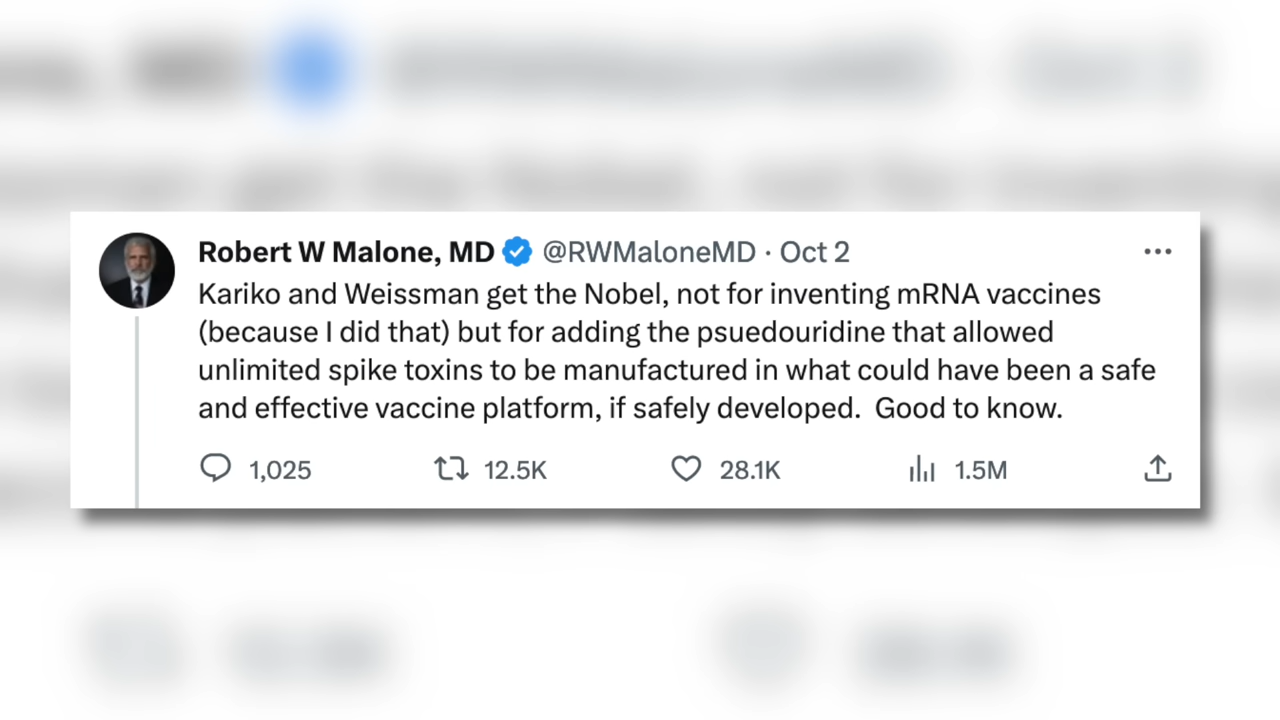 Robert W Malone, MD @RWMaloneMD · Oct 2
Kariko and Weissman get the Nobel, not for inventing mRNA vaccines
(because I did that) but for adding the psuedouridine that allowed
unlimited spike toxins to be manufactured in what could have been a safe
and effective vaccine platform, if safely developed.  Good to know.
1,025 12.5K 28.1K 1.5M